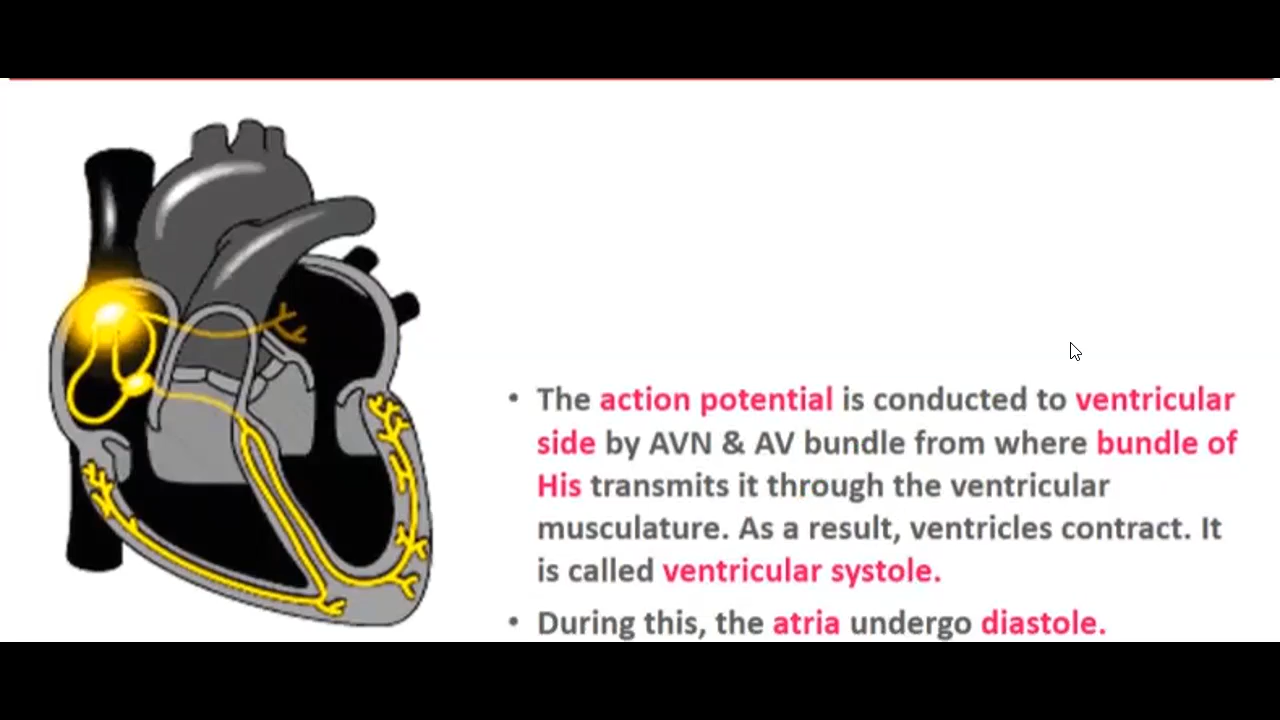 • The action potential is conducted to ventricular
side by AVN & AV bundle from where bundle of
His transmits it through the ventricular
musculature. As a result, ventricles contract. It
is called ventricular systole.
• During this, the atria undergo diastole.